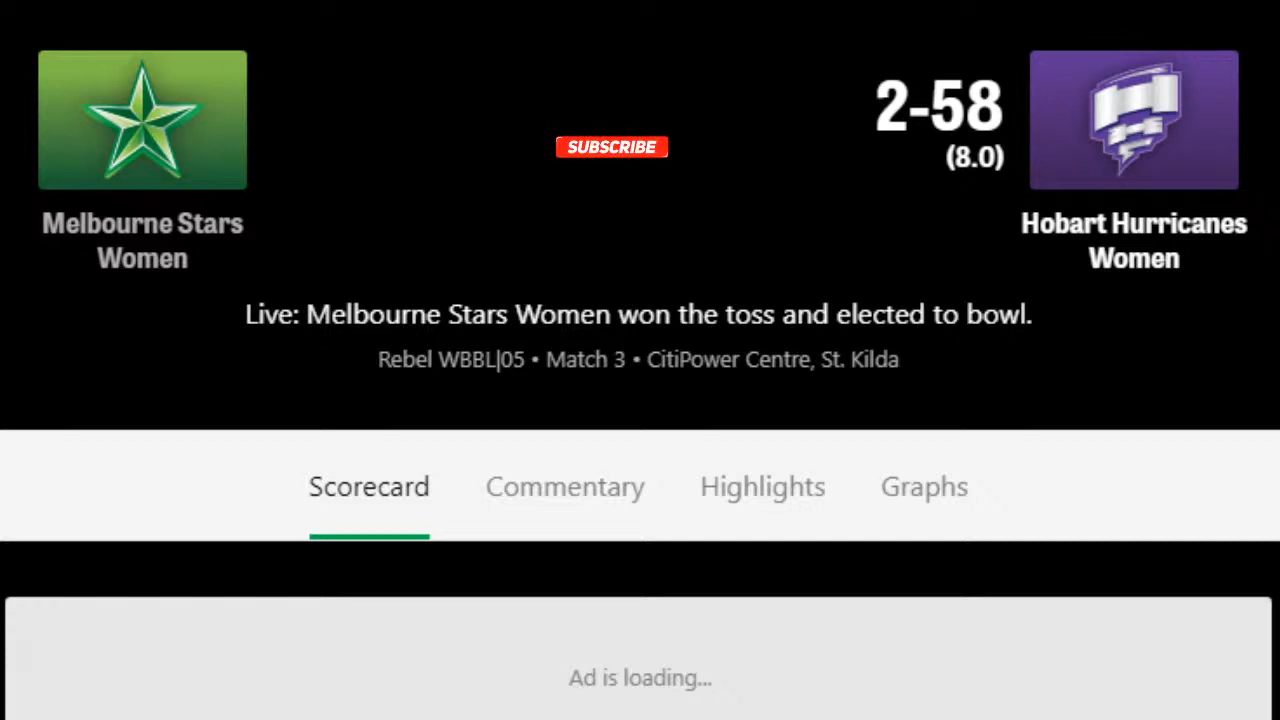 2-58
(8.0)
SUBSCRIBE
Melbourne Stars
Women
Hobart Hurricanes
Women
Live: Melbourne Stars Women won the toss and elected to bowl.
Rebel WBBL|05 • Match 3 • CitiPower Centre, St. Kilda
Scorecard Commentary Highlights Graphs
Ad is loading...